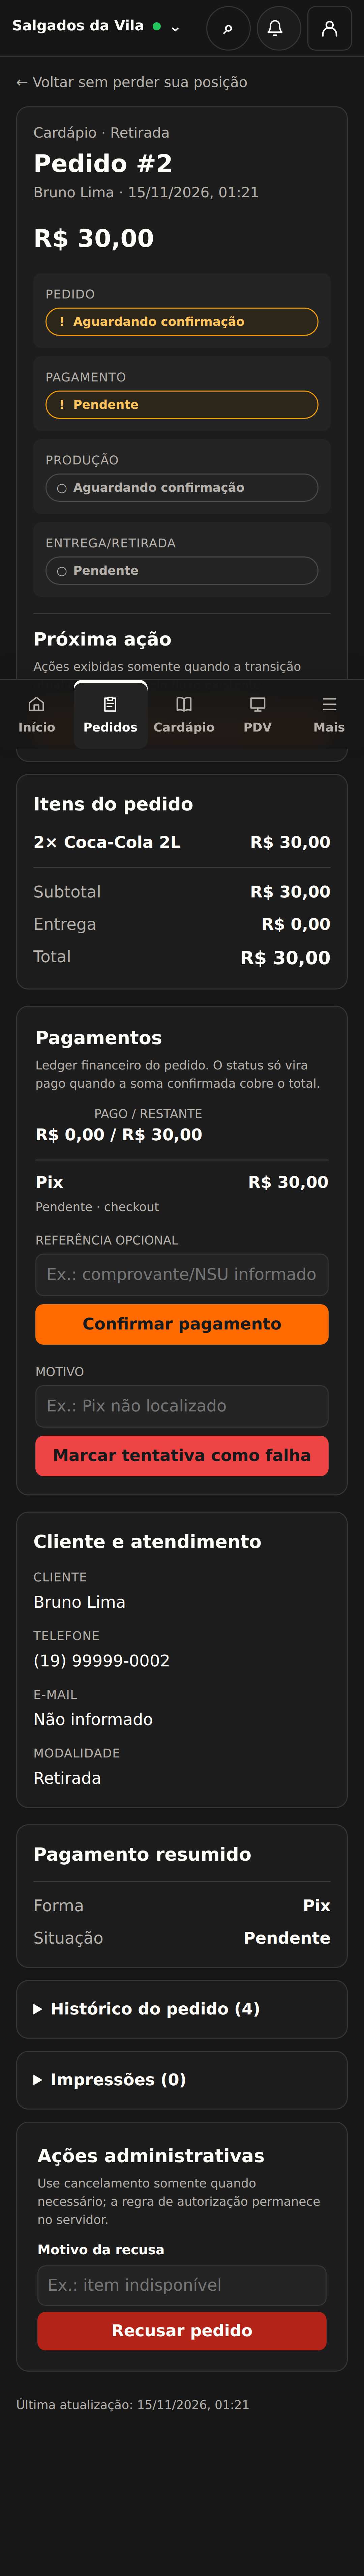 Salgados da Vila
← Voltar sem perder sua posição
Cardápio · Retirada
Pedido #2
Bruno Lima · 15/11/2026, 01:21
R$ 30,00
PEDIDO
! Aguardando confirmação
PAGAMENTO
! Pendente
PRODUÇÃO
○ Aguardando confirmação
ENTREGA/RETIRADA
○ Pendente
Próxima ação
Ações exibidas somente quando a transição
Início Pedidos Cardápio PDV Mais
Itens do pedido
2× Coca-Cola 2L R$ 30,00
Subtotal R$ 30,00
Entrega R$ 0,00
Total R$ 30,00
Pagamentos
Ledger financeiro do pedido. O status só vira
pago quando a soma confirmada cobre o total.
PAGO / RESTANTE
R$ 0,00 / R$ 30,00
Pix R$ 30,00
Pendente · checkout
REFERÊNCIA OPCIONAL
Ex.: comprovante/NSU informado
Confirmar pagamento
MOTIVO
Ex.: Pix não localizado
Marcar tentativa como falha
Cliente e atendimento
CLIENTE
Bruno Lima
TELEFONE
(19) 99999-0002
E-MAIL
Não informado
MODALIDADE
Retirada
Pagamento resumido
Forma Pix
Situação Pendente
▶ Histórico do pedido (4)
▶ Impressões (0)
Ações administrativas
Use cancelamento somente quando
necessário; a regra de autorização permanece
no servidor.
Motivo da recusa
Ex.: item indisponível
Recusar pedido
Última atualização: 15/11/2026, 01:21